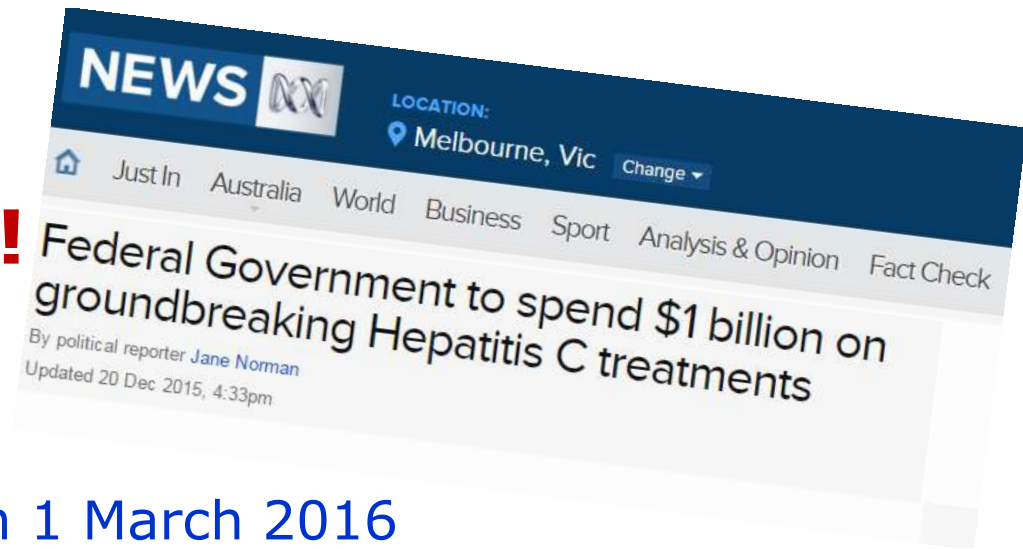 NEWS
LOCATION:
Melbourne, Vic Change
Just In Australia World Business Sport Analysis & Opinion Fact Check
!
Federal Government to spend $1 billion on
groundbreaking Hepatitis C treatments
By political reporter Jane Norman
Updated 20 Dec 2015, 4:33pm
1 March 2016